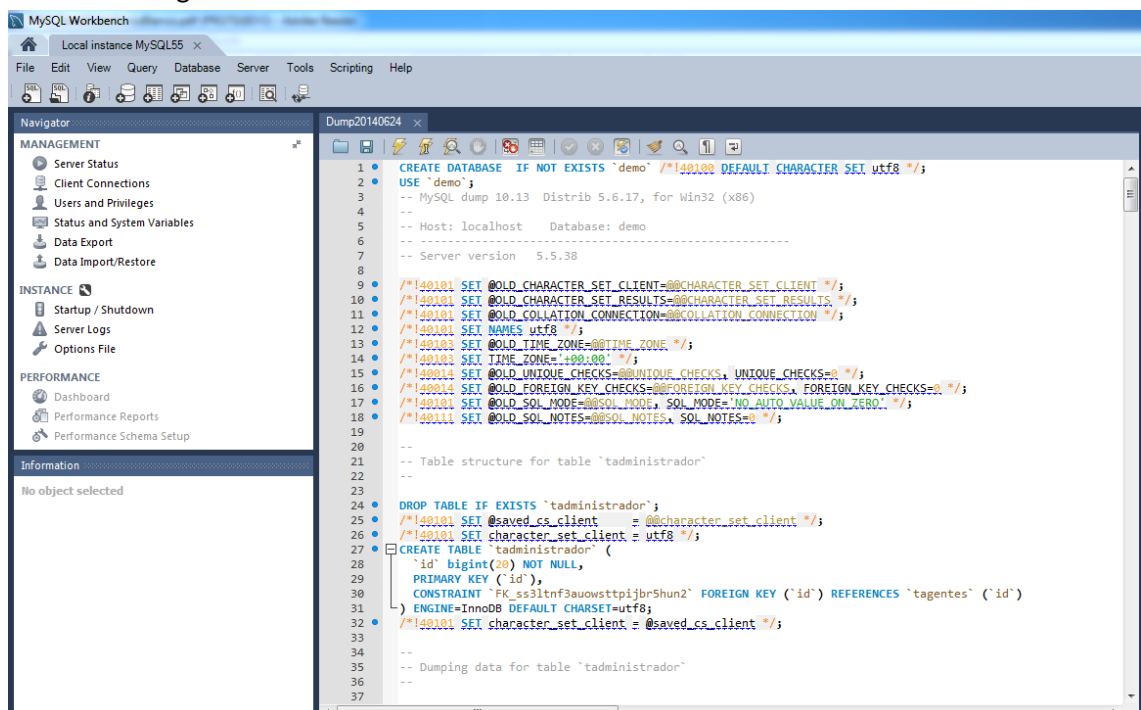 MySQL Workbench
Local instance MySQL55 ×
File Edit View Query Database Server Tools Scripting Help
Navigator
MANAGEMENT
Server Status
Client Connections
Users and Privileges
Status and System Variables
Data Export
Data Import/Restore
INSTANCE
Startup / Shutdown
Server Logs
Options File
PERFORMANCE
Dashboard
Performance Reports
Performance Schema Setup
Information
No object selected
Dump20140624 ×
1 CREATE DATABASE  IF NOT EXISTS `demo` /*!40100 DEFAULT CHARACTER SET utf8 */;
2 USE `demo`;
3 -- MySQL dump 10.13  Distrib 5.6.17, for Win32 (x86)
4 --
5 -- Host: localhost    Database: demo
6 -- ------------------------------------------------------
7 -- Server version	5.5.38
8
9 /*!40101 SET @OLD_CHARACTER_SET_CLIENT=@@CHARACTER_SET_CLIENT */;
10 /*!40101 SET @OLD_CHARACTER_SET_RESULTS=@@CHARACTER_SET_RESULTS */;
11 /*!40101 SET @OLD_COLLATION_CONNECTION=@@COLLATION_CONNECTION */;
12 /*!40101 SET NAMES utf8 */;
13 /*!40103 SET @OLD_TIME_ZONE=@@TIME_ZONE */;
14 /*!40103 SET TIME_ZONE='+00:00' */;
15 /*!40014 SET @OLD_UNIQUE_CHECKS=@@UNIQUE_CHECKS, UNIQUE_CHECKS=0 */;
16 /*!40014 SET @OLD_FOREIGN_KEY_CHECKS=@@FOREIGN_KEY_CHECKS, FOREIGN_KEY_CHECKS=0 */;
17 /*!40101 SET @OLD_SQL_MODE=@@SQL_MODE, SQL_MODE='NO_AUTO_VALUE_ON_ZERO' */;
18 /*!40111 SET @OLD_SQL_NOTES=@@SQL_NOTES, SQL_NOTES=0 */;
19
20 --
21 -- Table structure for table `tadministrador`
22 --
23
24 DROP TABLE IF EXISTS `tadministrador`;
25 /*!40101 SET @saved_cs_client     = @@character_set_client */;
26 /*!40101 SET character_set_client = utf8 */;
27 CREATE TABLE `tadministrador` (
28   `id` bigint(20) NOT NULL,
29   PRIMARY KEY (`id`),
30   CONSTRAINT `FK_ss3ltnf3auowsttpijbr5hun2` FOREIGN KEY (`id`) REFERENCES `tagentes` (`id`)
31 ) ENGINE=InnoDB DEFAULT CHARSET=utf8;
32 /*!40101 SET character_set_client = @saved_cs_client */;
33
34 --
35 -- Dumping data for table `tadministrador`
36 --
37